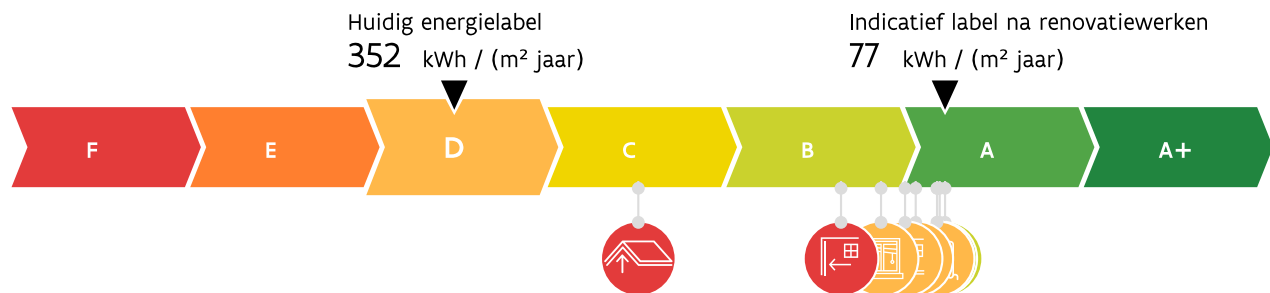 Huidig energielabel
352 kWh / (m² jaar)
Indicatief label na renovatiewerken
77 kWh / (m² jaar)
F E D C B A A+